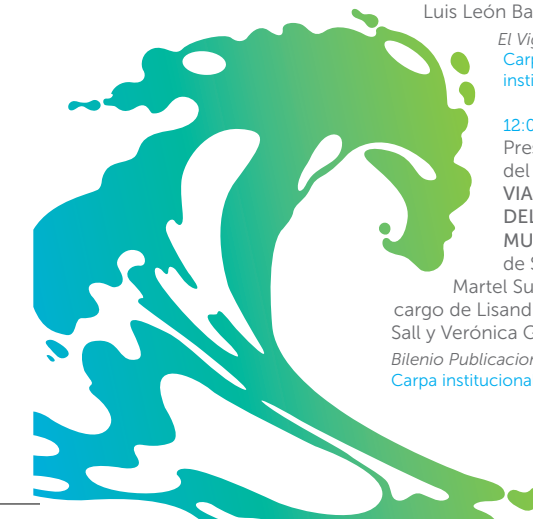 Luis León Ba
El Vig
Carp
insti
12:0
Pres
del
VIA
DEL
MU
de S
Martel Su
cargo de Lisand
Sall y Verónica G
Bilenio Publicacion
Carpa instituciona